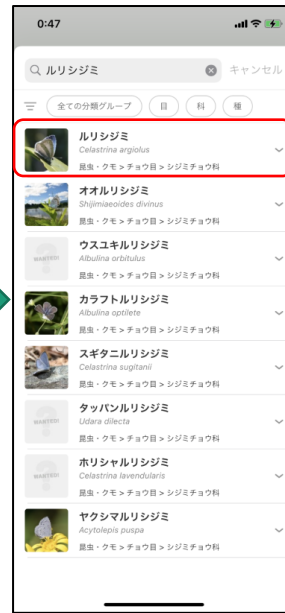 0:47
ルリシジミ
キャンセル
全ての分類グループ
目
科
種
ルリシジミ
Celastrina argiolus
昆虫・クモ > チョウ目 > シジミチョウ科
オオルリシジミ
Shijimiaeoides divinus
昆虫・クモ > チョウ目 > シジミチョウ科
WANTED!
ウスユキルリシジミ
Albulina orbitulus
昆虫・クモ > チョウ目 > シジミチョウ科
カラフトルリシジミ
Albulina optilete
昆虫・クモ > チョウ目 > シジミチョウ科
スギタニルリシジミ
Celastrina sugitanii
昆虫・クモ > チョウ目 > シジミチョウ科
WANTED!
タッパンルリシジミ
Udara dilecta
昆虫・クモ > チョウ目 > シジミチョウ科
WANTED!
ホリシャルリシジミ
Celastrina lavendularis
昆虫・クモ > チョウ目 > シジミチョウ科
ヤクシマルリシジミ
Acytolepis puspa
昆虫・クモ > チョウ目 > シジミチョウ科